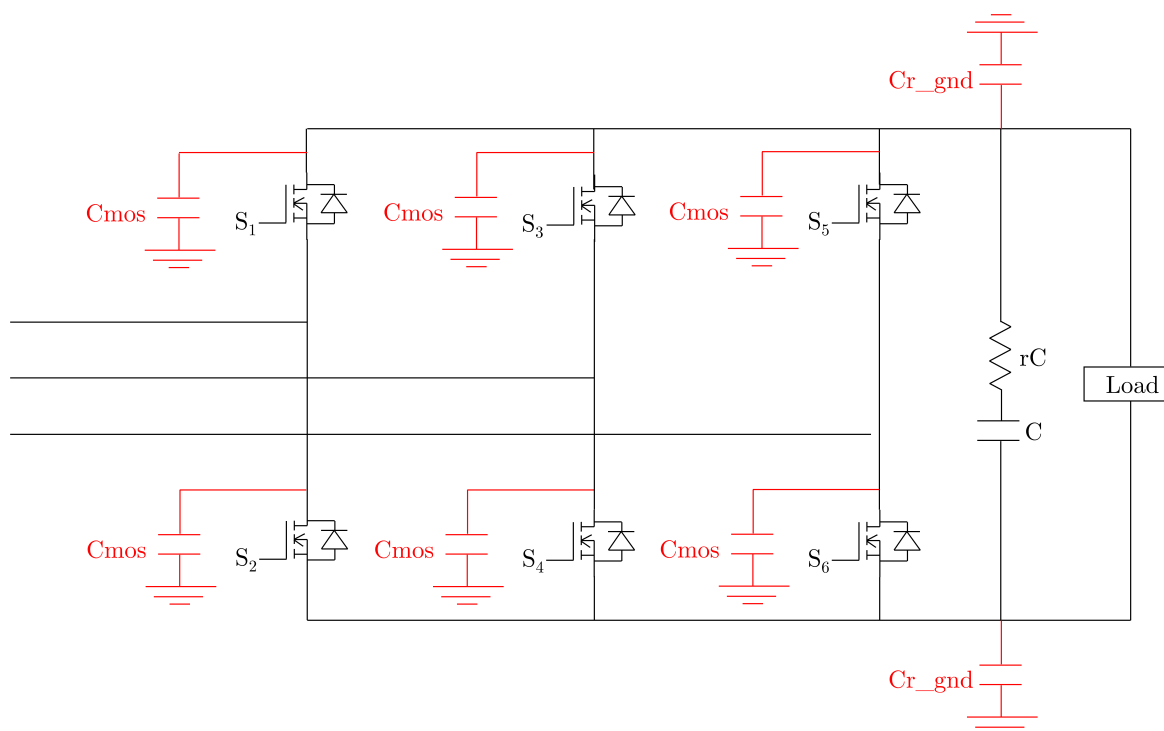 Cr_gnd
Cmos
S1
Cmos
S3
Cmos
S5
rC
Load
C
Cmos
S2
Cmos
S4
Cmos
S6
Cr_gnd